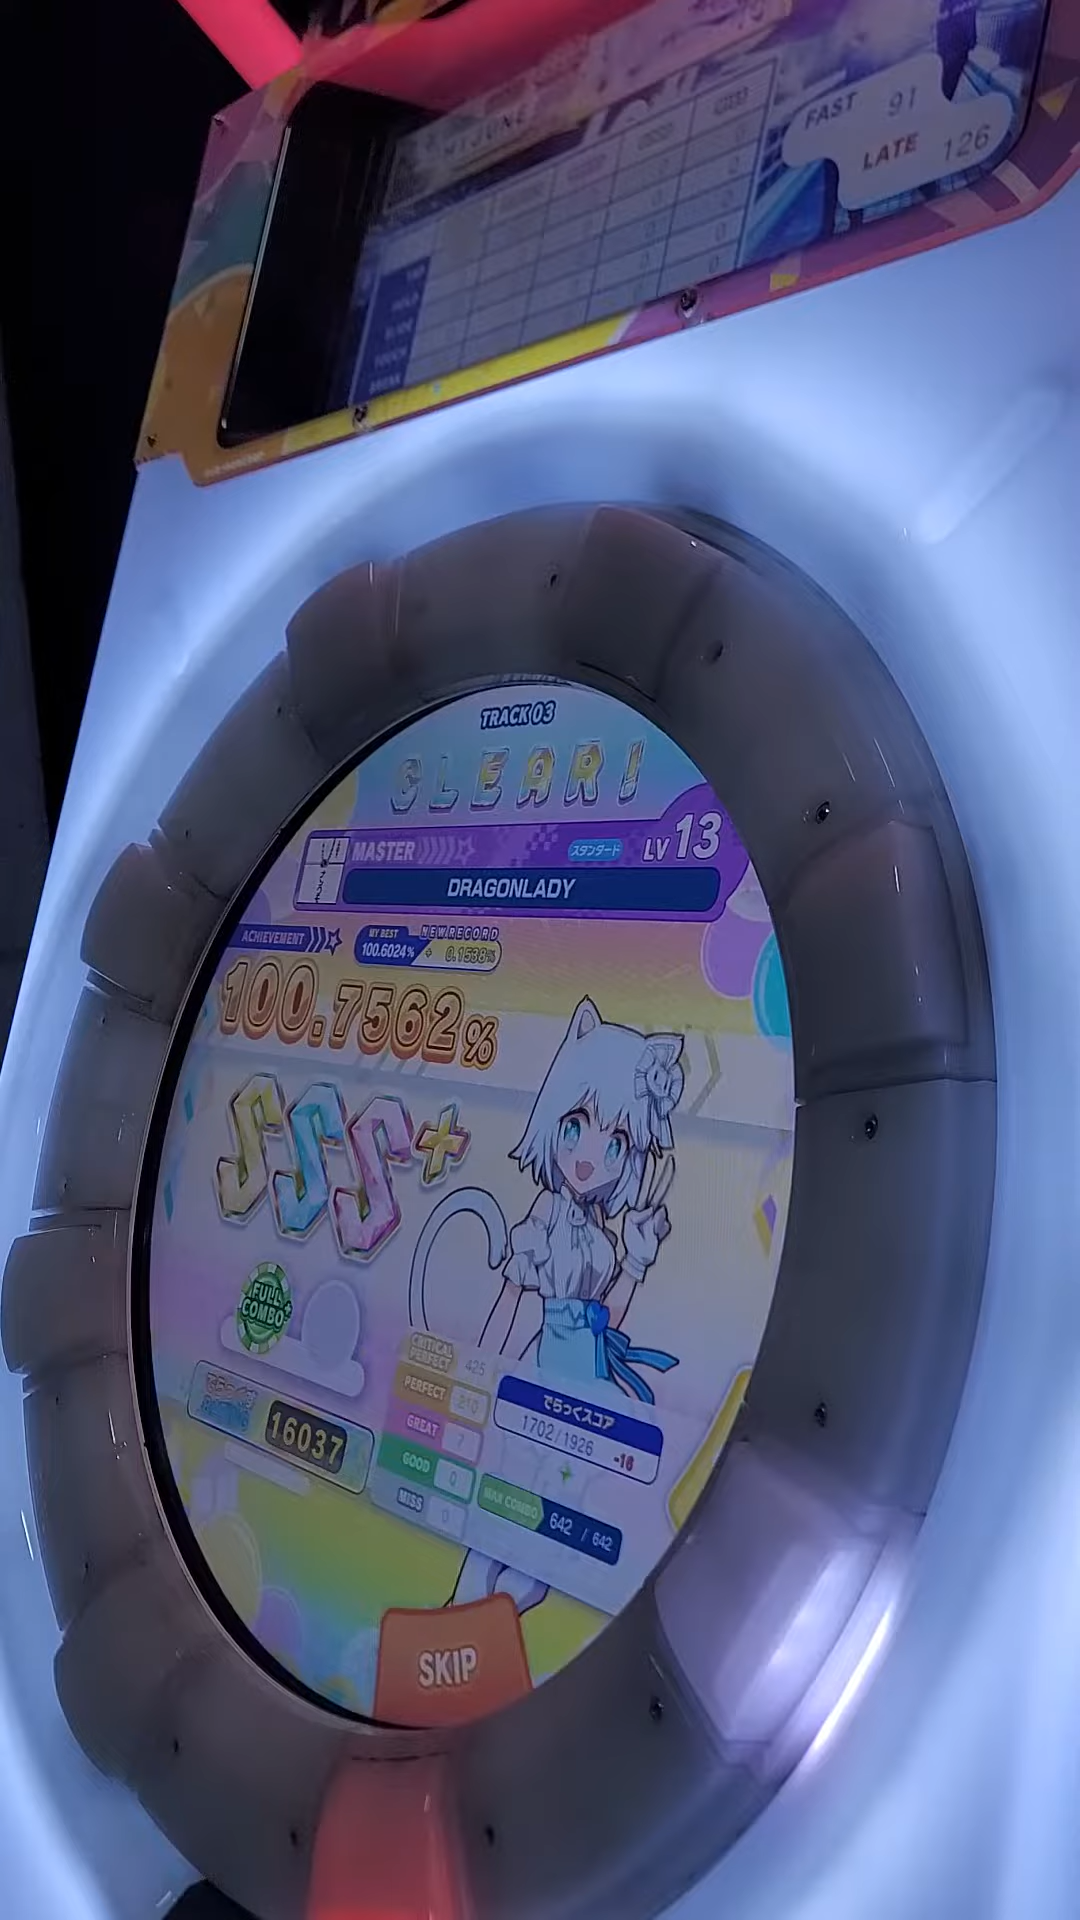 FAST 91
LATE 126
TRACK 03
CLEAR!
MASTER スタンダード LV 13
DRAGONLADY
ACHIEVEMENT MY BEST NEW RECORD
100.6024% + 0.1538%
100.7562%
SSS+
FULL COMBO+
CRITICAL PERFECT 425
PERFECT 210
GREAT 7
GOOD 0
MISS 0
でらっくスコア
1702/1926 -16
16037
MAX COMBO 642 / 642
SKIP